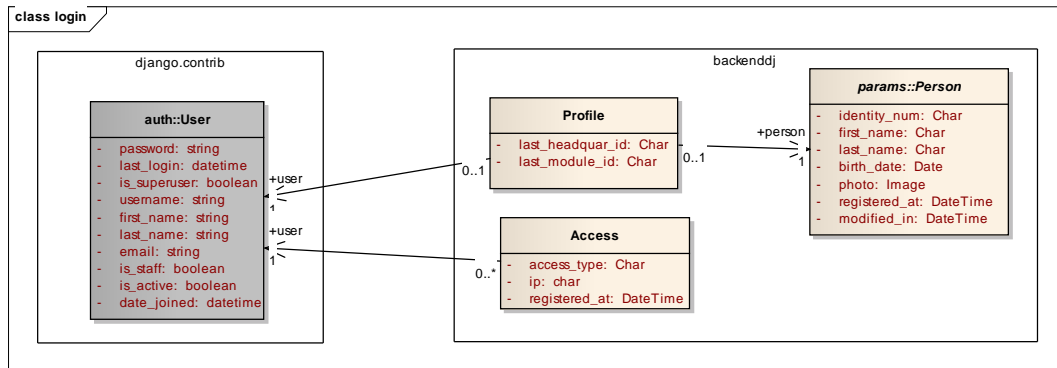 class login
django.contrib
auth::User
- password: string
- last_login: datetime
- is_superuser: boolean
- username: string
- first_name: string
- last_name: string
- email: string
- is_staff: boolean
- is_active: boolean
- date_joined: datetime
+user
1
+user
1
backenddj
Profile
- last_headquar_id: Char
- last_module_id: Char
0..1
0..1
Access
- access_type: Char
- ip: char
- registered_at: DateTime
0..*
+person
1
params::Person
- identity_num: Char
- first_name: Char
- last_name: Char
- birth_date: Date
- photo: Image
- registered_at: DateTime
- modified_in: DateTime